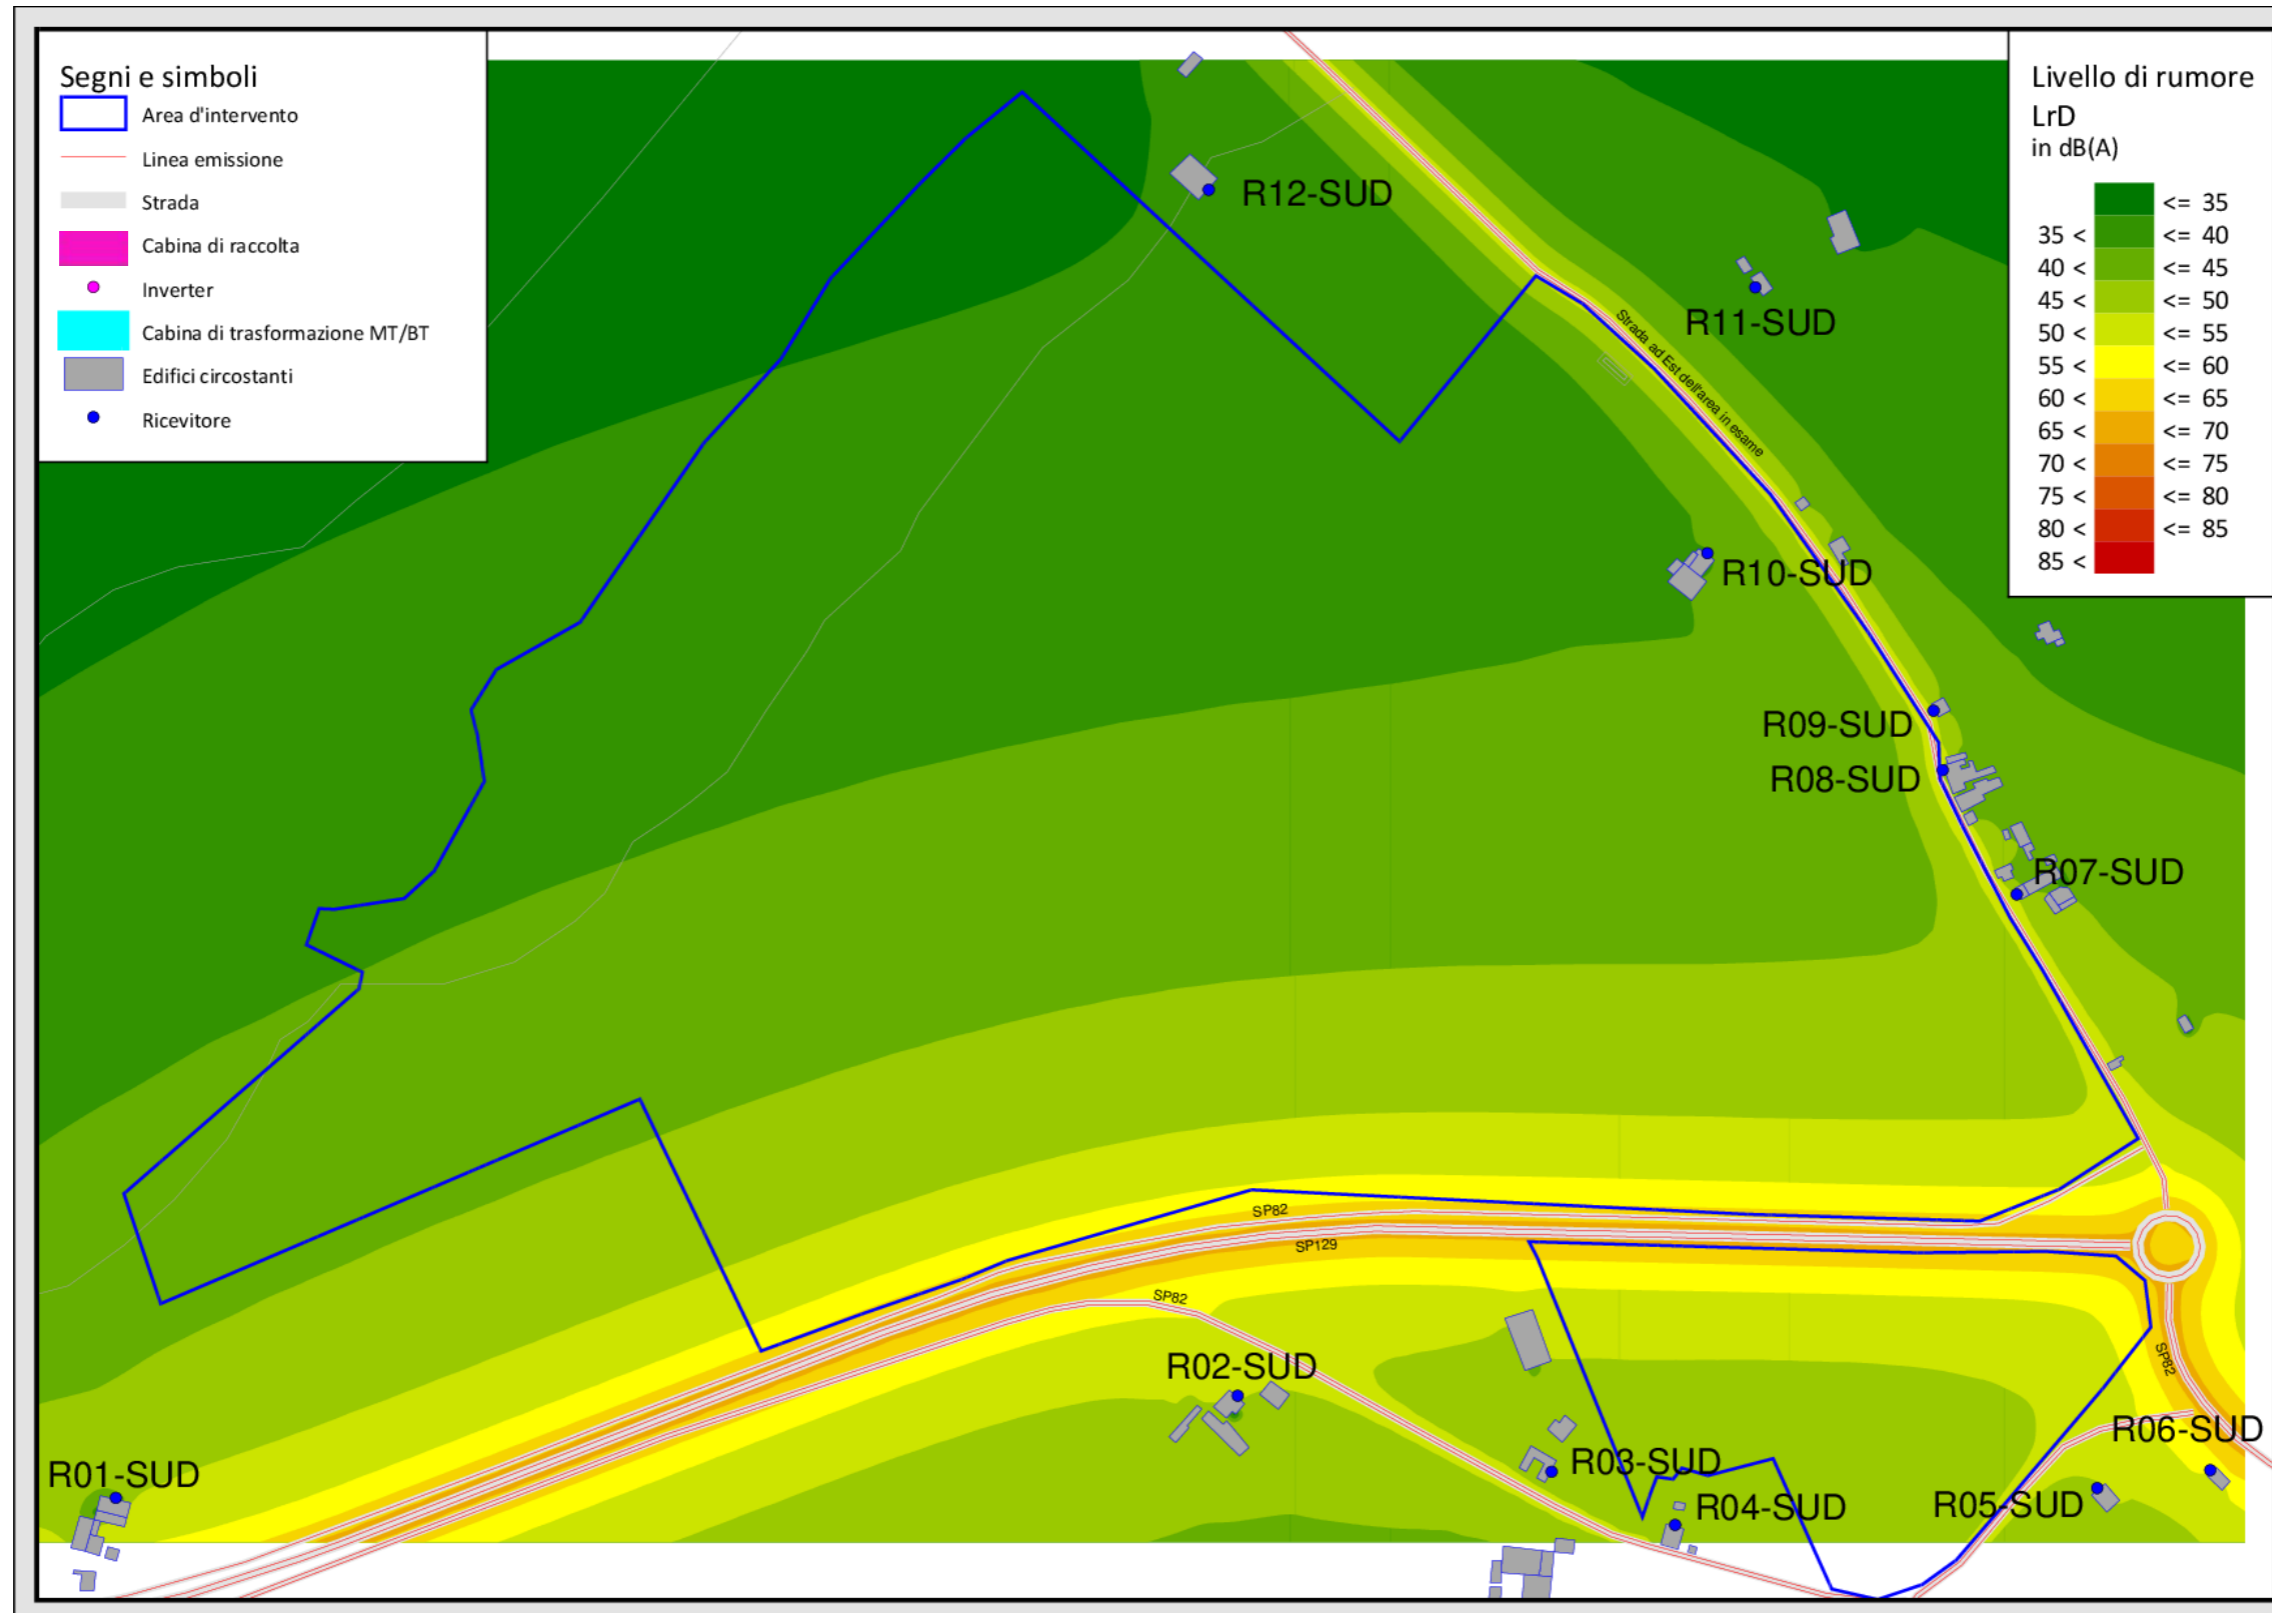 Segni e simboli
Area d'intervento
Linea emissione
Strada
Cabina di raccolta
Inverter
Cabina di trasformazione MT/BT
Edifici circostanti
Ricevitore
Livello di rumore
LrD
in dB(A)
<= 35
35 < <= 40
40 < <= 45
45 < <= 50
50 < <= 55
55 < <= 60
60 < <= 65
65 < <= 70
70 < <= 75
75 < <= 80
80 < <= 85
85 <
R12-SUD
R11-SUD
Strada ad Est dell'area in esame
R10-SUD
R09-SUD
R08-SUD
R07-SUD
SP82
SP129
SP82
SP82
R02-SUD
R06-SUD
R03-SUD
R01-SUD
R04-SUD
R05-SUD